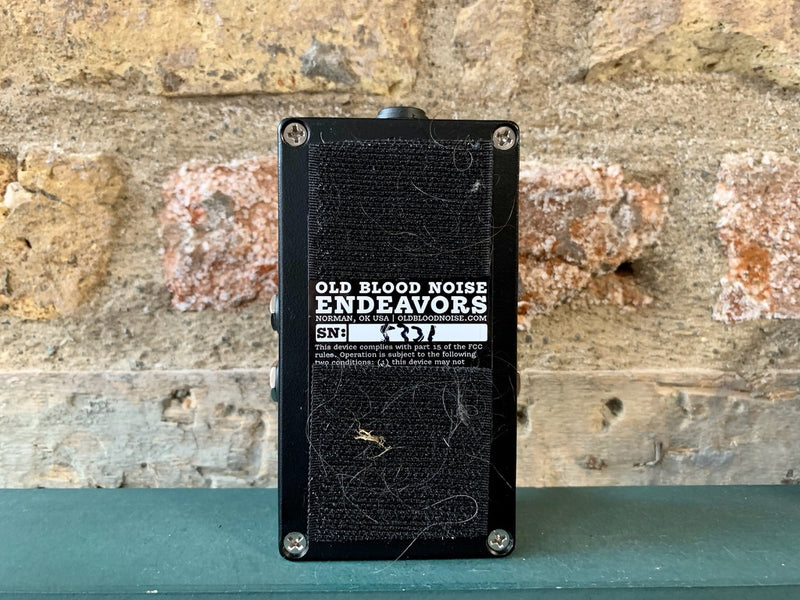 OLD BLOOD NOISE
ENDEAVORS
NORMAN, OK USA | OLDBLOODNOISE.COM
SN:
This device complies with part 15 of the FCC
rules. Operation is subject to the following
two conditions: (1) this device may not